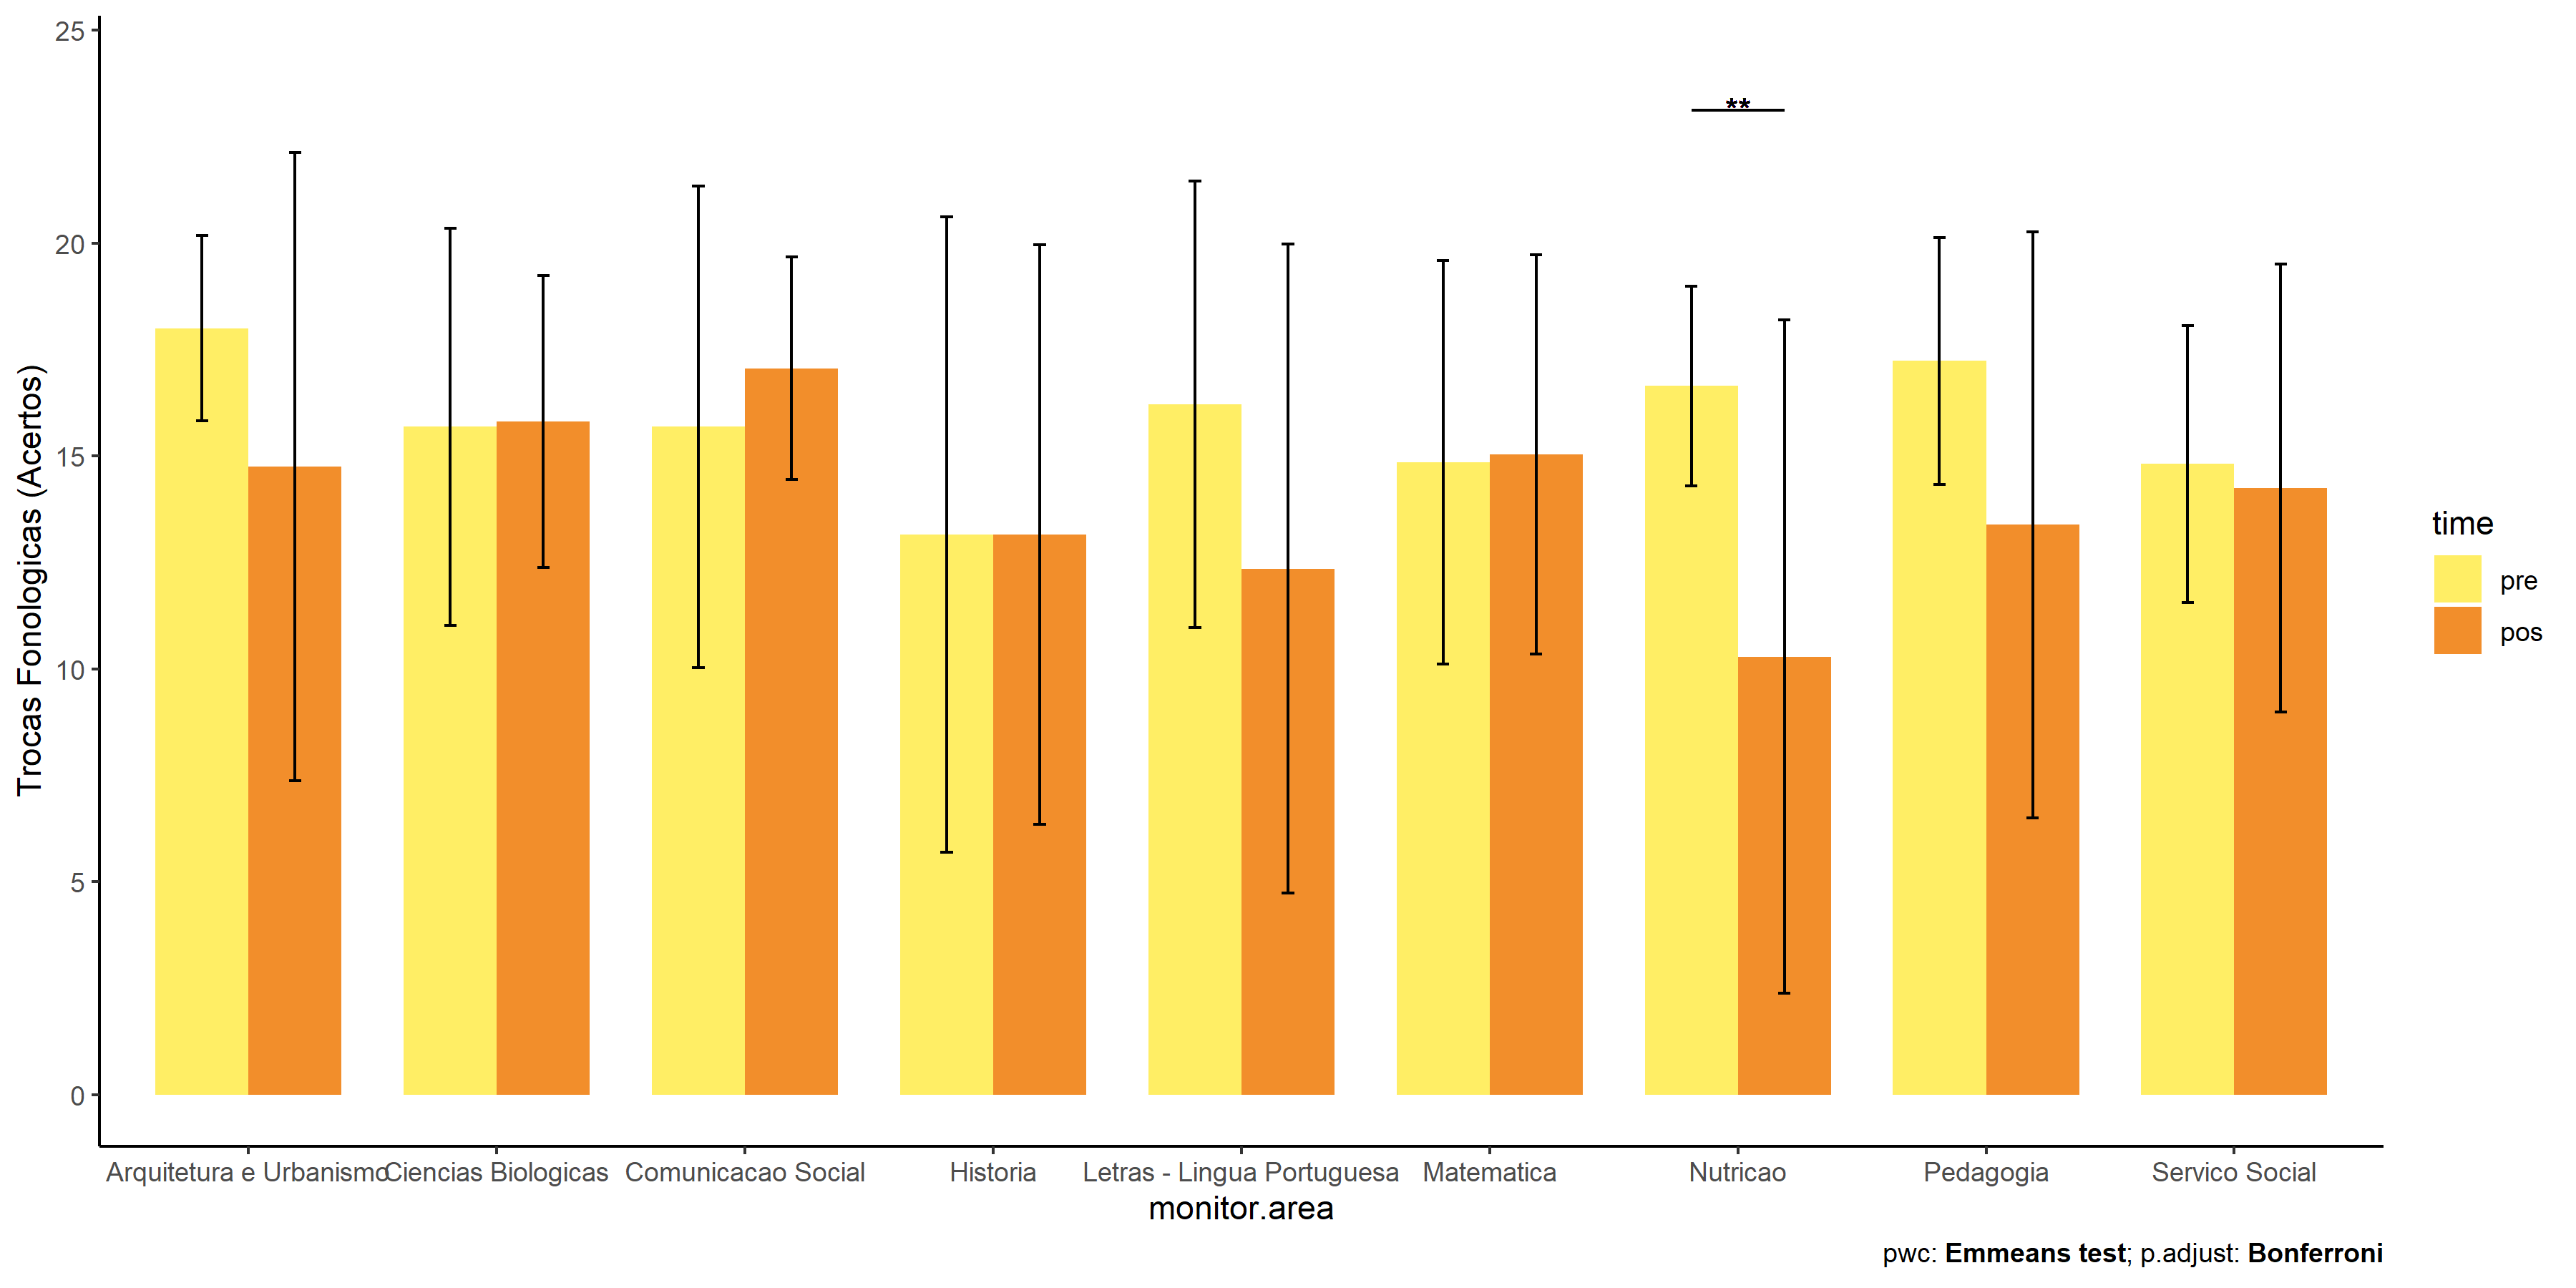 Trocas Fonologicas (Acertos)
25
20
15
10
5
0
**
Arquitetura e Urbanismo
Ciencias Biologicas
Comunicacao Social
Historia
Letras - Lingua Portuguesa
Matematica
Nutricao
Pedagogia
Servico Social
monitor.area
time
pre
pos
pwc: Emmeans test; p.adjust: Bonferroni